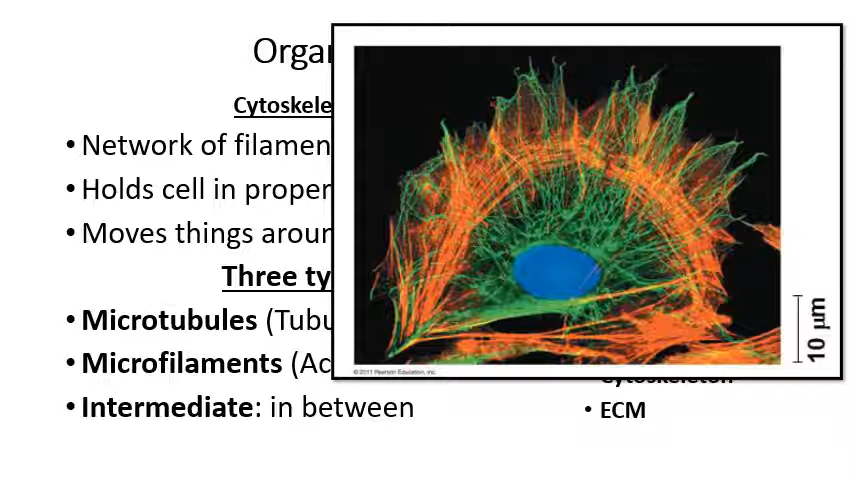 Organ
Cytoskele
• Network of filamen
• Holds cell in proper
• Moves things aroun
Three ty
• Microtubules (Tubu
• Microfilaments (Ac
• Intermediate: in between
10 µm
©2011 Pearson Education, Inc.
Cytoskeleton
• ECM